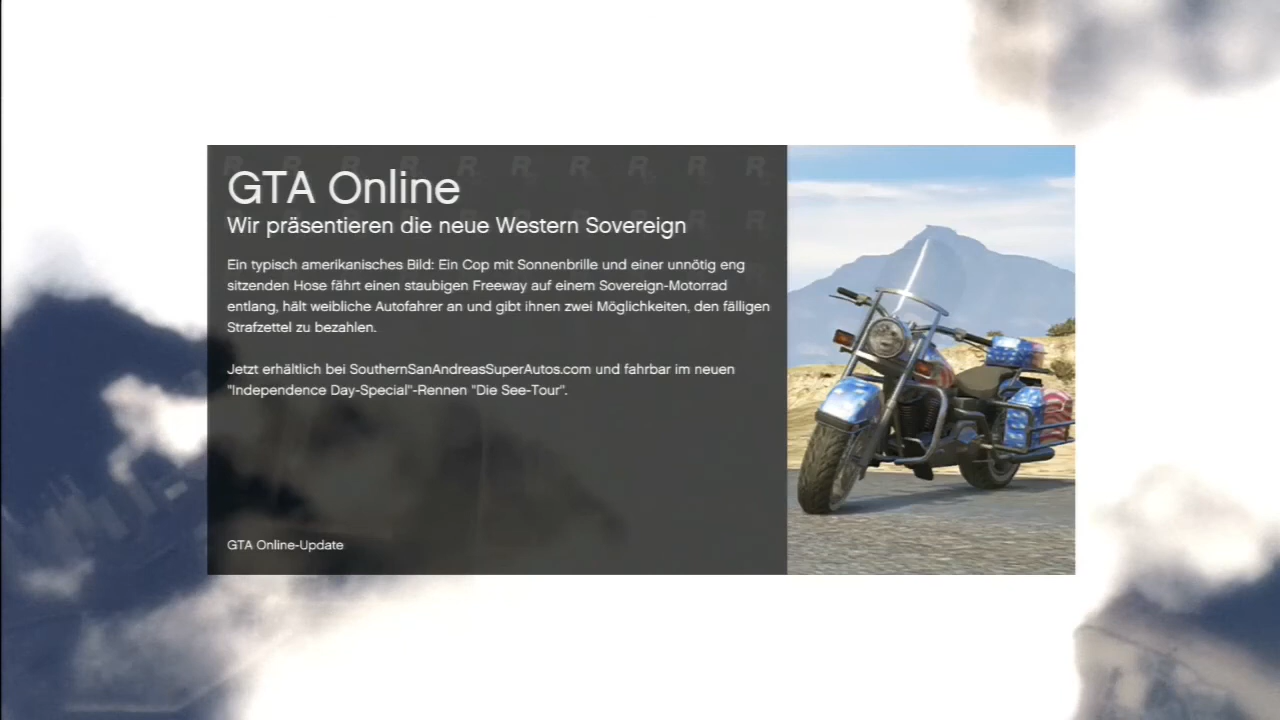 GTA Online
Wir präsentieren die neue Western Sovereign
Ein typisch amerikanisches Bild: Ein Cop mit Sonnenbrille und einer unnötig eng
sitzenden Hose fährt einen staubigen Freeway auf einem Sovereign-Motorrad
entlang, hält weibliche Autofahrer an und gibt ihnen zwei Möglichkeiten, den fälligen
Strafzettel zu bezahlen.
Jetzt erhältlich bei SouthernSanAndreasSuperAutos.com und fahrbar im neuen
"Independence Day-Special"-Rennen "Die See-Tour".
GTA Online-Update